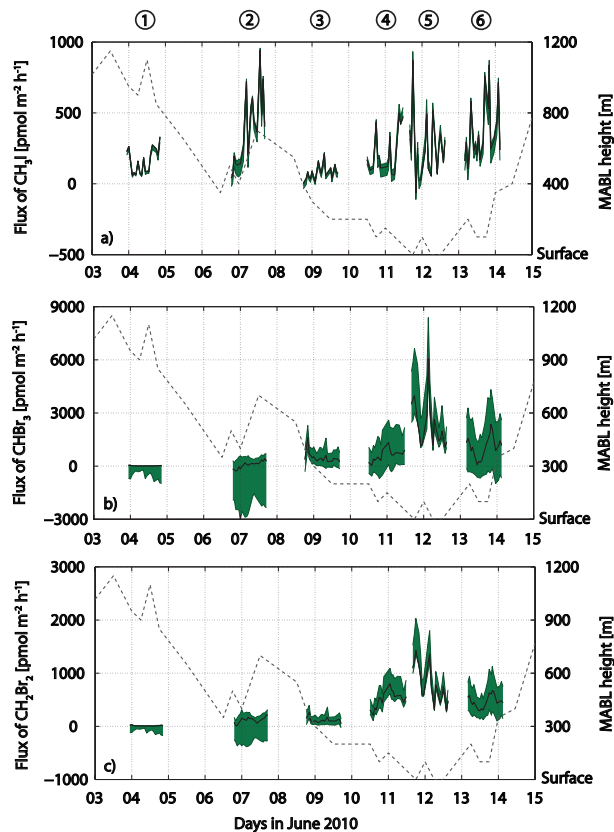 ① ② ③ ④ ⑤ ⑥
Flux of CH₃I [pmol m⁻² h⁻¹]
1000
500
0
−500
1200
800
400
Surface
MABL height [m]
a)
03 04 05 06 07 08 09 10 11 12 13 14 15
Flux of CHBr₃ [pmol m⁻² h⁻¹]
9000
6000
3000
0
−3000
1200
900
600
300
Surface
MABL height [m]
b)
03 04 05 06 07 08 09 10 11 12 13 14 15
Flux of CH₂Br₂ [pmol m⁻² h⁻¹]
3000
2000
1000
0
−1000
1200
900
600
300
Surface
MABL height [m]
c)
03 04 05 06 07 08 09 10 11 12 13 14 15
Days in June 2010